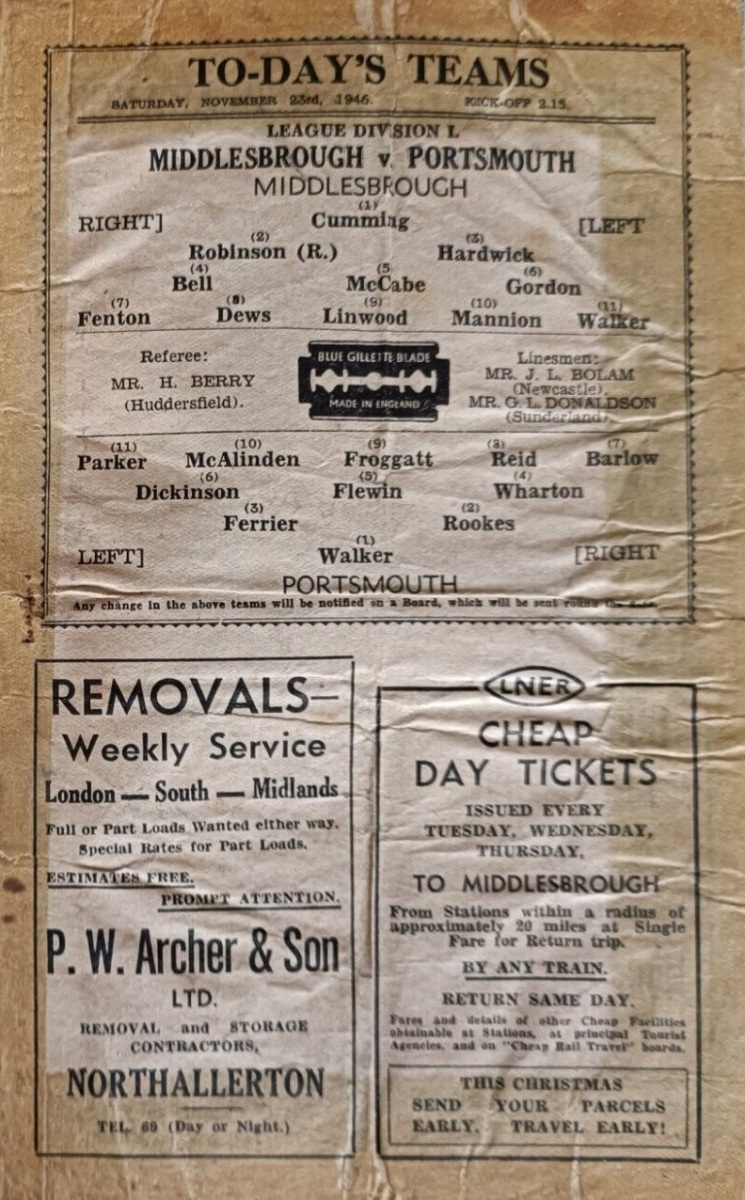 TO-DAY'S TEAMS
SATURDAY, NOVEMBER 23rd, 1946. KICK-OFF 2.15.
LEAGUE DIVISION I.
MIDDLESBROUGH v. PORTSMOUTH
MIDDLESBROUGH
(1)
RIGHT] Cumming [LEFT
(2) (3)
Robinson (R.) Hardwick
(4) (5 (6)
Bell McCabe Gordon
(7) (8) (9) (10) (11)
Fenton Dews Linwood Mannion Walker
Referee:
MR. H. BERRY
(Huddersfield).
BLUE GILLETTE BLADE
MADE IN ENGLAND
Linesmen:
MR. J. L. BOLAM
(Newcastle)
MR. G. L. DONALDSON
(Sunderland).
(11) (10) (9) (8) (7)
Parker McAlinden Froggatt Reid Barlow
(6) (5) (4)
Dickinson Flewin Wharton
(3) (2)
Ferrier Rookes
(1)
LEFT] Walker [RIGHT
PORTSMOUTH
Any change in the above teams will be notified on a Board, which will be sent round
REMOVALS—
Weekly Service
London — South — Midlands
Full or Part Loads Wanted either way.
Special Rates for Part Loads.
ESTIMATES FREE.
PROMPT ATTENTION.
P. W. Archer & Son
LTD.
REMOVAL and STORAGE
CONTRACTORS,
NORTHALLERTON
TEL. 69 (Day or Night.)
LNER
CHEAP
DAY TICKETS
ISSUED EVERY
TUESDAY, WEDNESDAY,
THURSDAY,
TO MIDDLESBROUGH
From Stations within a radius of
approximately 20 miles at Single
Fare for Return trip.
BY ANY TRAIN.
RETURN SAME DAY.
Fares and details of other Cheap Facilities
obtainable at Stations, at principal Tourist
Agencies, and on "Cheap Rail Travel" boards.
THIS CHRISTMAS
SEND YOUR PARCELS
EARLY. TRAVEL EARLY!